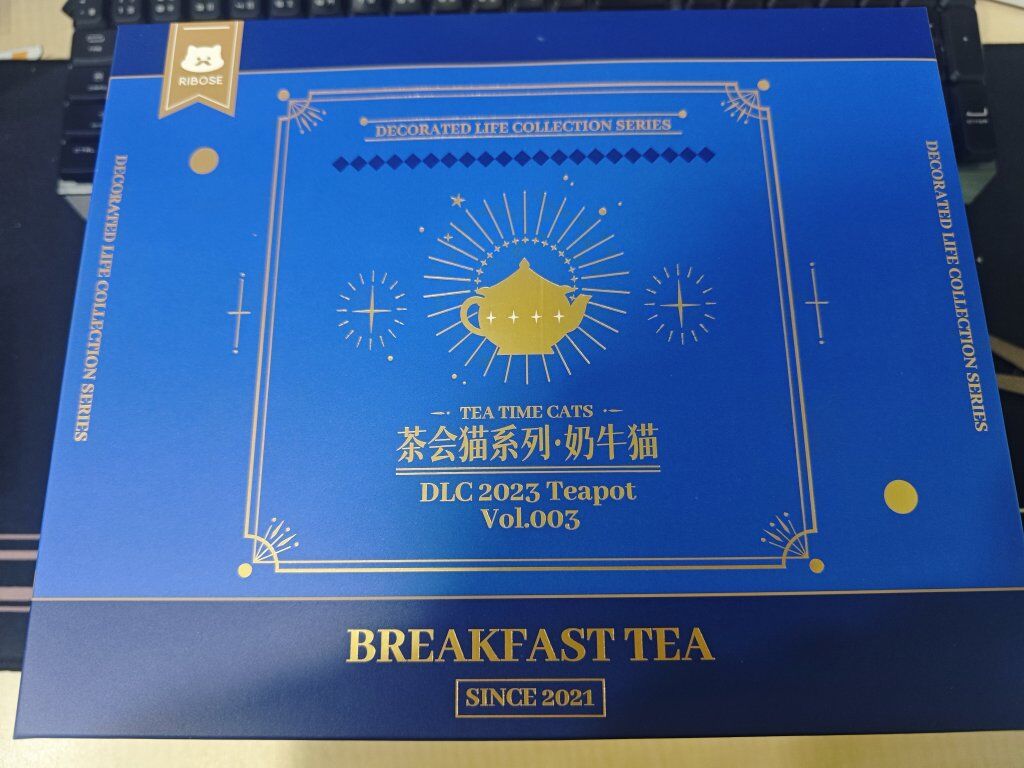 RIBOSE
DECORATED LIFE COLLECTION SERIES
DECORATED LIFE COLLECTION SERIES
DECORATED LIFE COLLECTION SERIES
TEA TIME CATS
茶会猫系列·奶牛猫
DLC 2023 Teapot
Vol.003
BREAKFAST TEA
SINCE 2021